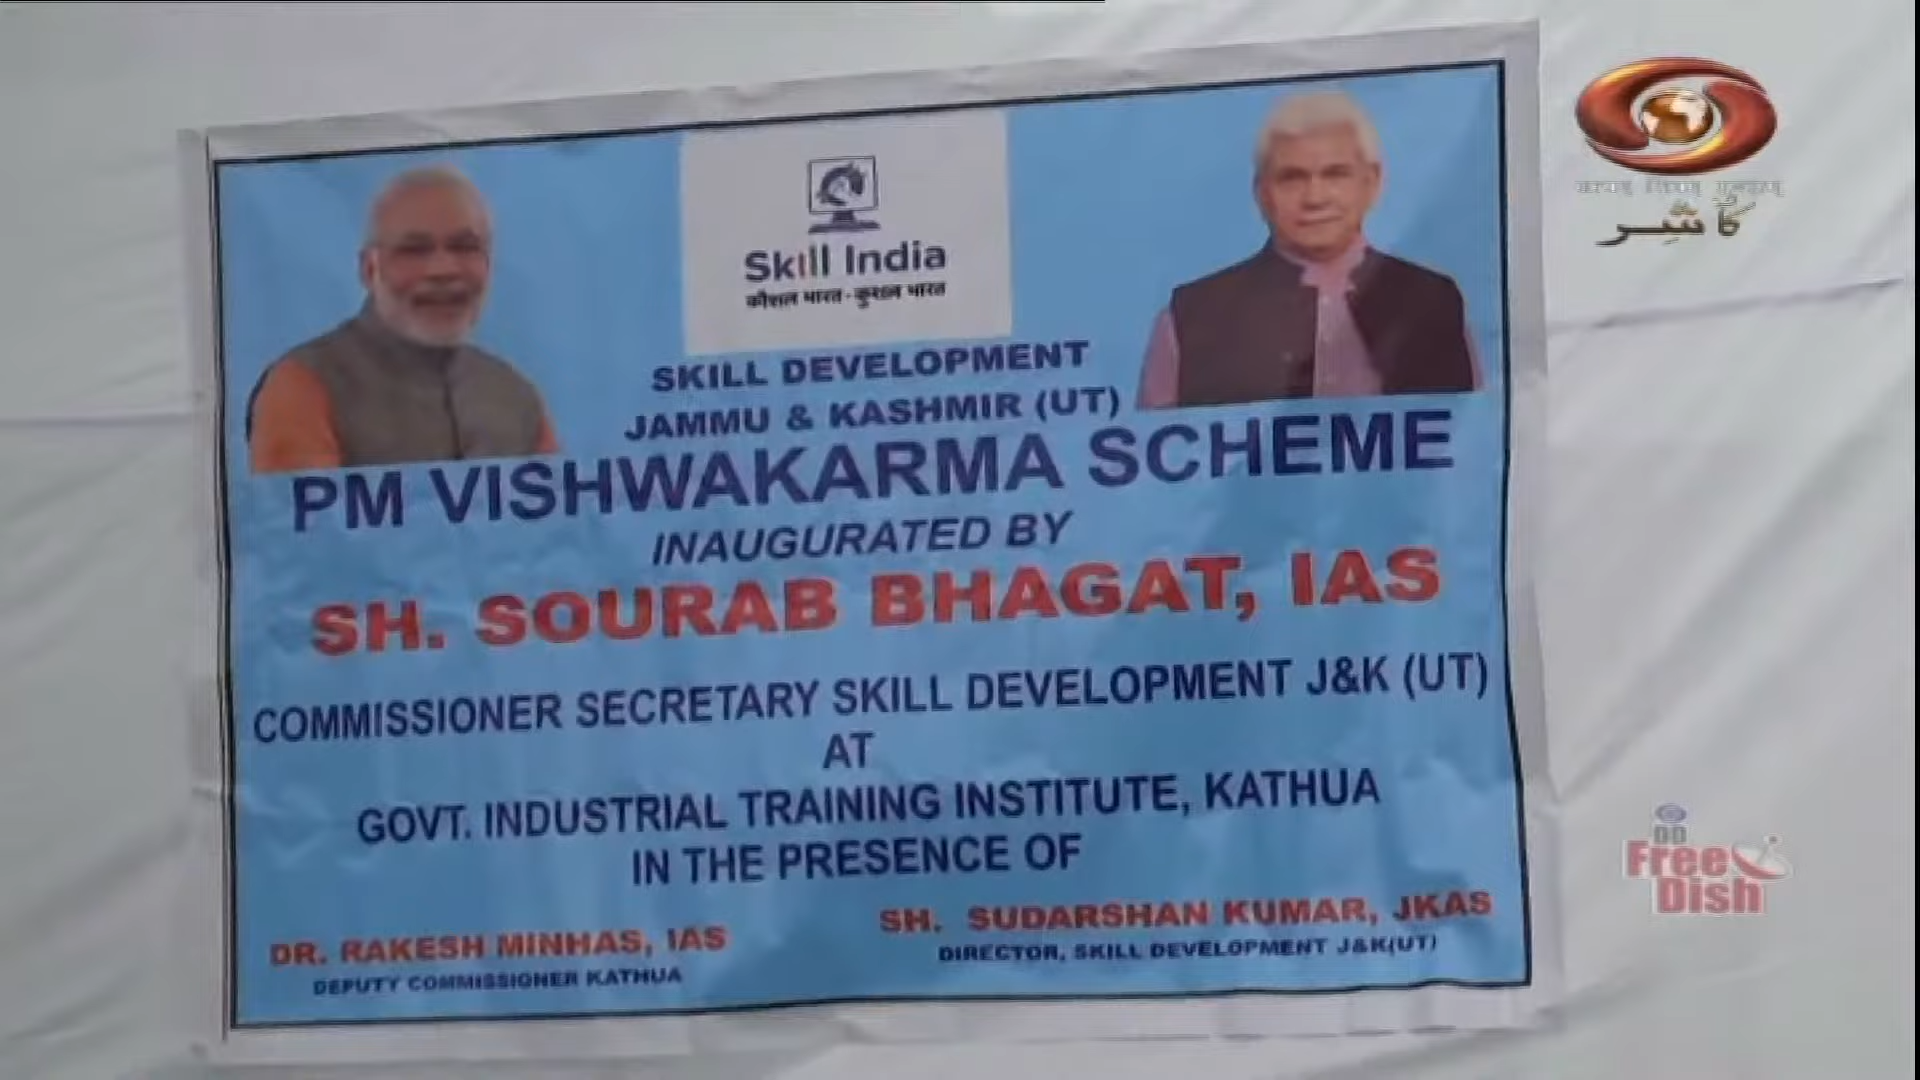 Skill India
कौशल भारत - कुशल भारत
SKILL DEVELOPMENT
JAMMU & KASHMIR (UT)
PM VISHWAKARMA SCHEME
INAUGURATED BY
SH. SOURAB BHAGAT, IAS
COMMISSIONER SECRETARY SKILL DEVELOPMENT J&K (UT)
AT
GOVT. INDUSTRIAL TRAINING INSTITUTE, KATHUA
IN THE PRESENCE OF
DR. RAKESH MINHAS, IAS
DEPUTY COMMISSIONER KATHUA
SH. SUDARSHAN KUMAR, JKAS
DIRECTOR, SKILL DEVELOPMENT J&K(UT)
کٲشِر
DD
Free
Dish